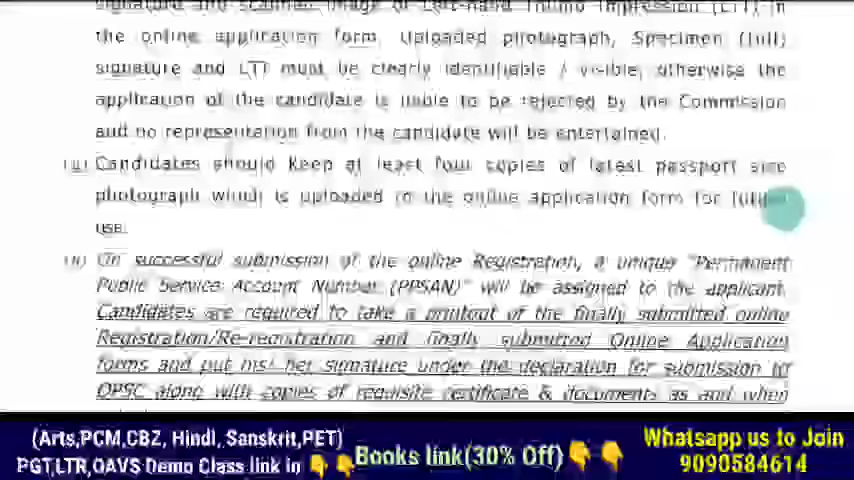 signature and scanned image of Left-hand Thumb Impression (LTI) in
the online application form. Uploaded photograph, Specimen (full)
signature and LTI must be clearly identifiable / visible, otherwise the
application of the candidate is liable to be rejected by the Commission
and no representation from the candidate will be entertained.
Candidates should keep at least four copies of latest passport size
photograph which is uploaded to the online application form for future
use.
On successful submission of the online Registration, a unique "Permanent
Public Service Account Number (PPSAN)" will be assigned to the applicant.
Candidates are required to take a printout of the finally submitted online
Registration/Re-registration and finally submitted Online Application
forms and put his/ her signature under the declaration for submission to
OPSC along with copies of requisite certificate & documents as and when
(Arts,PCM,CBZ, Hindi, Sanskrit,PET)
PGT,LTR,OAVS Demo Class link in 👇 👇
Books link(30% Off)👇 👇
Whatsapp us to Join
9090584614